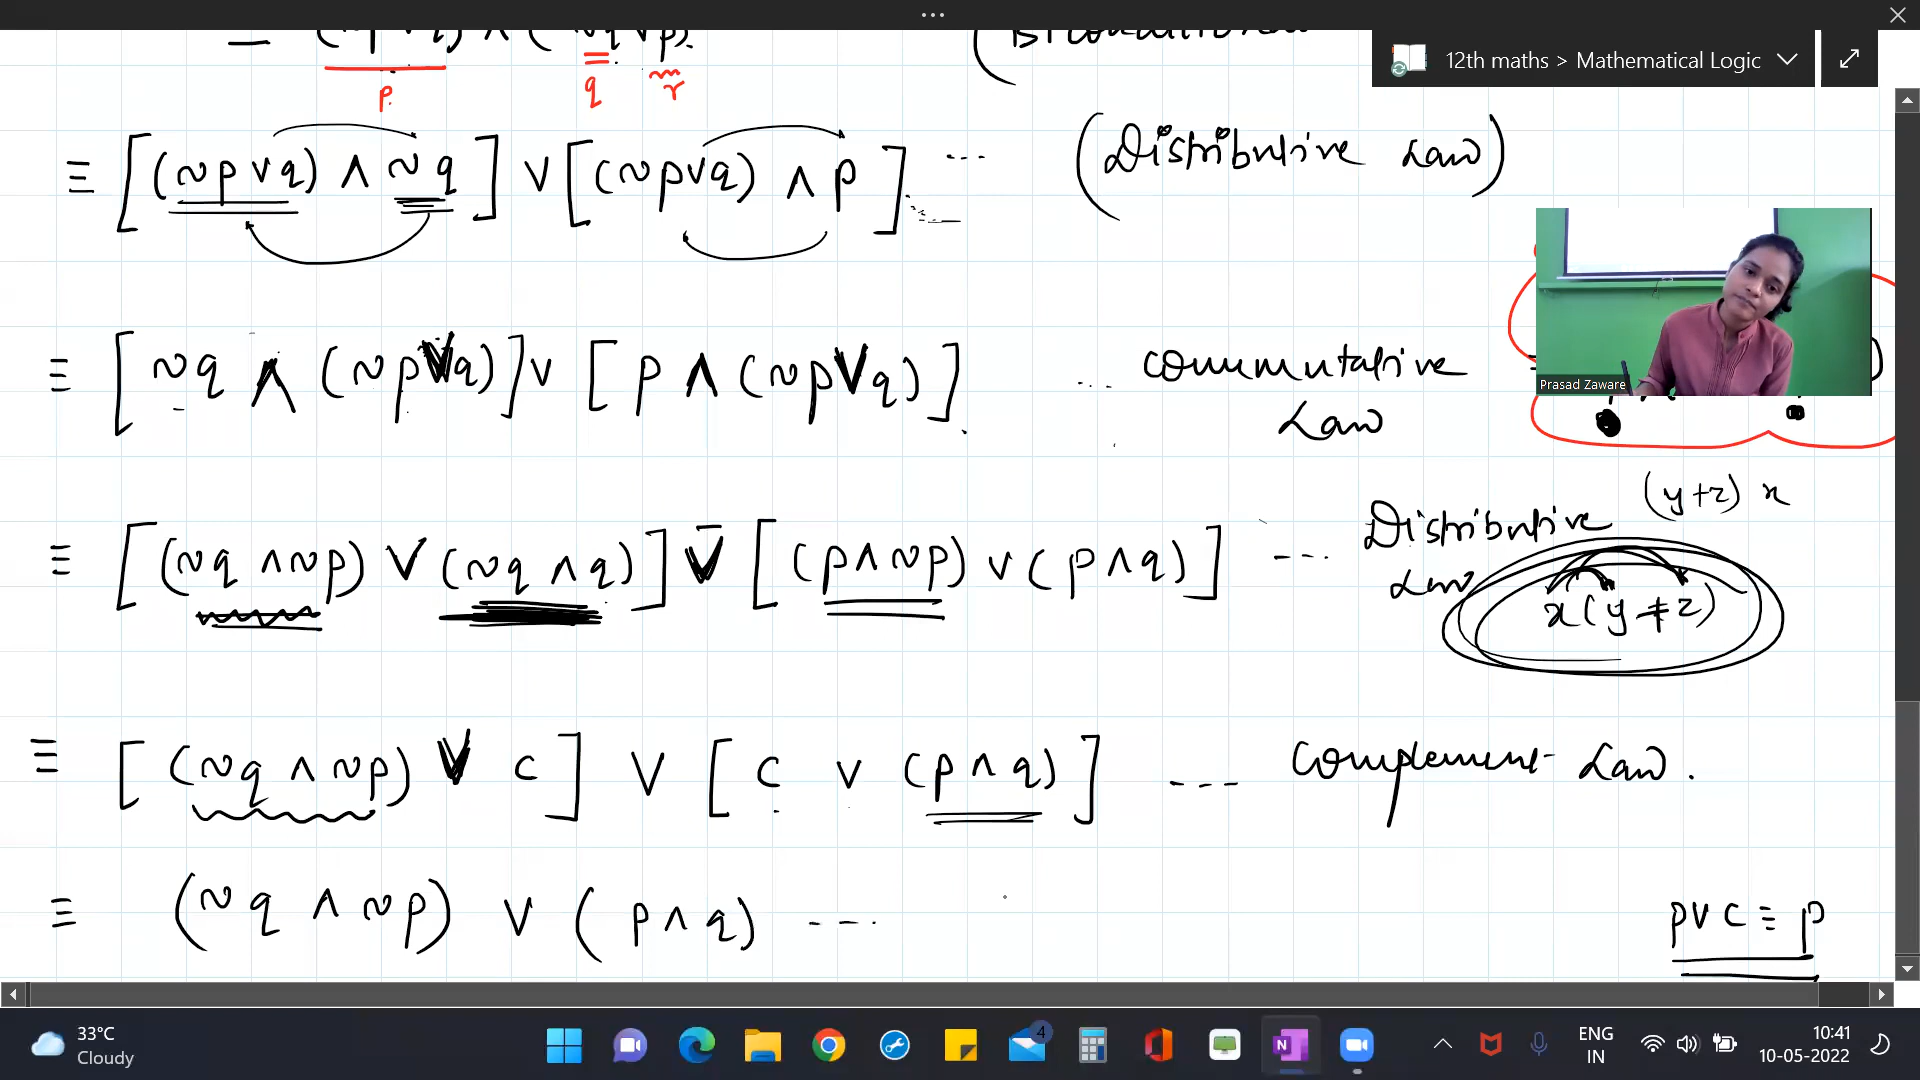 12th maths > Mathematical Logic
p q r
≡ [(~p∨q) ∧ ~q] ∨ [(~p∨q) ∧ p] ... (Distributive Law)
Prasad Zaware
≡ [~q ∧ (~p∨q)] ∨ [p ∧ (~p∨q)] ... Commutative
Law
(y+z) x
≡ [(~q ∧ ~p) ∨ (~q ∧ q)] ∨ [(p ∧ ~p) ∨ (p ∧ q)] ... Distributive
Law x(y+z)
≡ [(~q ∧ ~p) ∨ c] ∨ [c ∨ (p ∧ q)] ... Complement Law.
≡ (~q ∧ ~p) ∨ (p ∧ q) ...
p∨c ≡ p
33°C
Cloudy
4
N
ENG
IN
10:41
10-05-2022